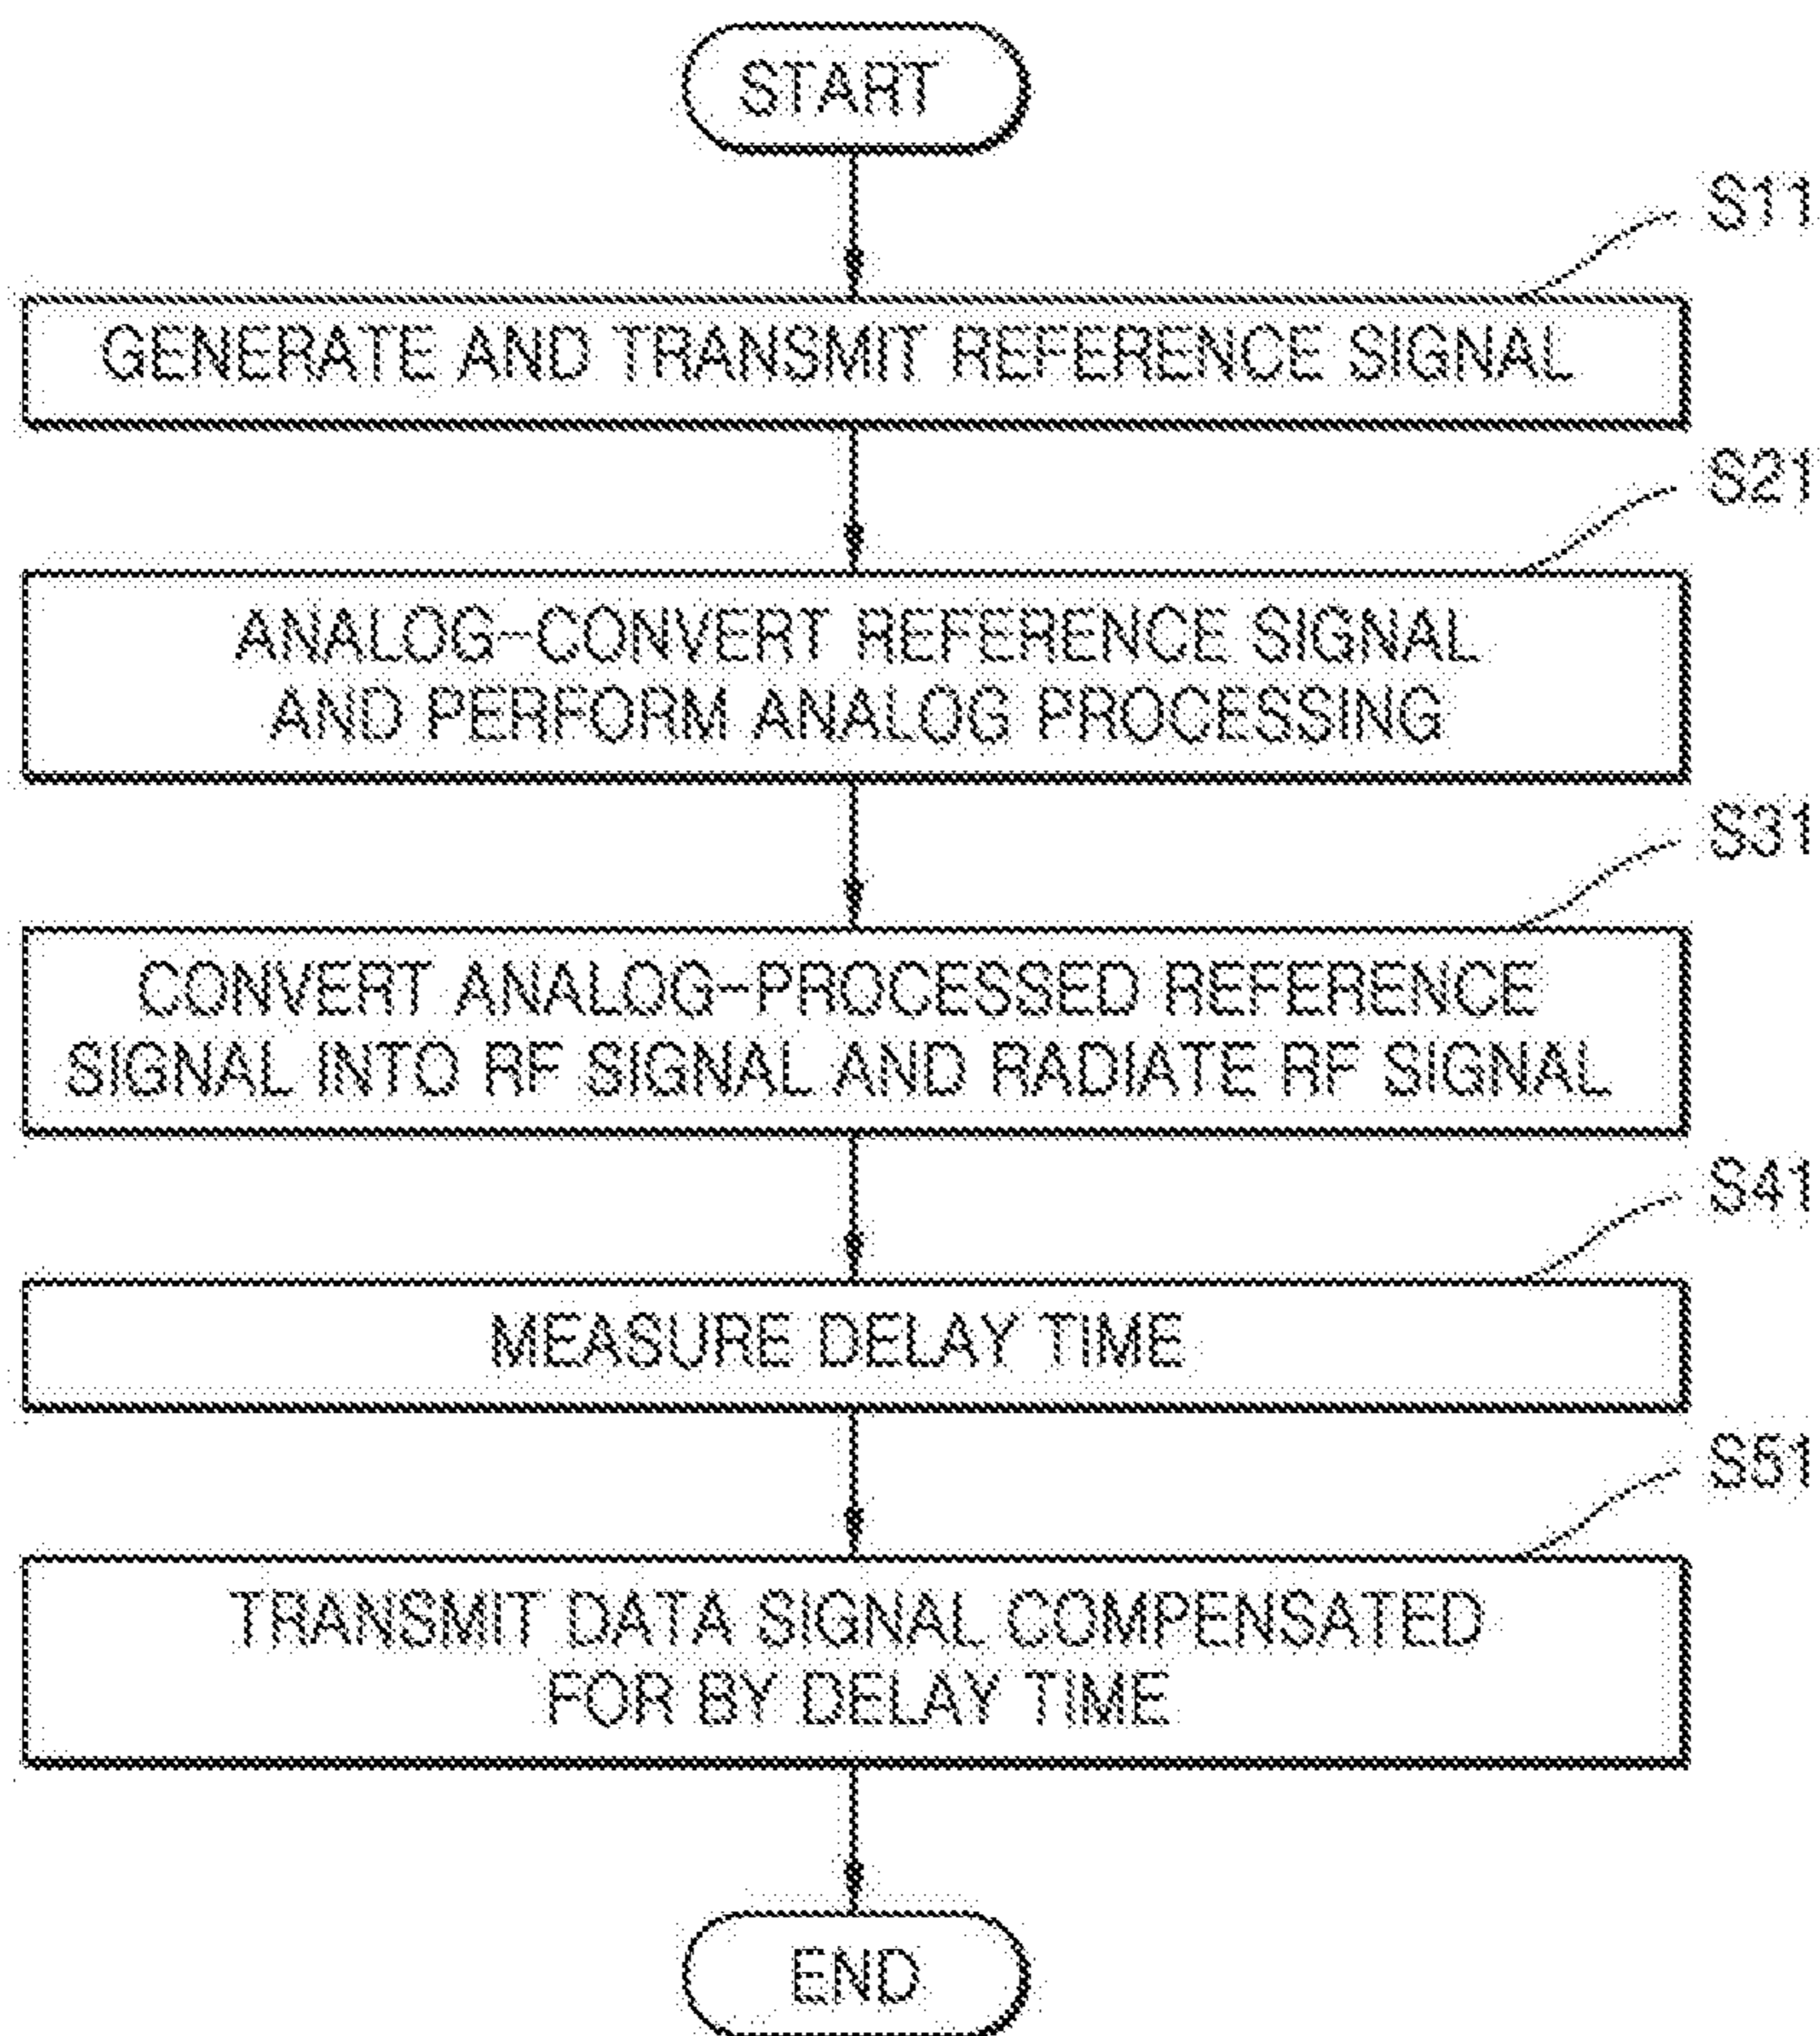 START
S11
GENERATE AND TRANSMIT REFERENCE SIGNAL
S21
ANALOG-CONVERT REFERENCE SIGNAL
AND PERFORM ANALOG PROCESSING
S31
CONVERT ANALOG-PROCESSED REFERENCE
SIGNAL INTO RF SIGNAL AND RADIATE RF SIGNAL
S41
MEASURE DELAY TIME
S51
TRANSMIT DATA SIGNAL COMPENSATED
FOR BY DELAY TIME
END